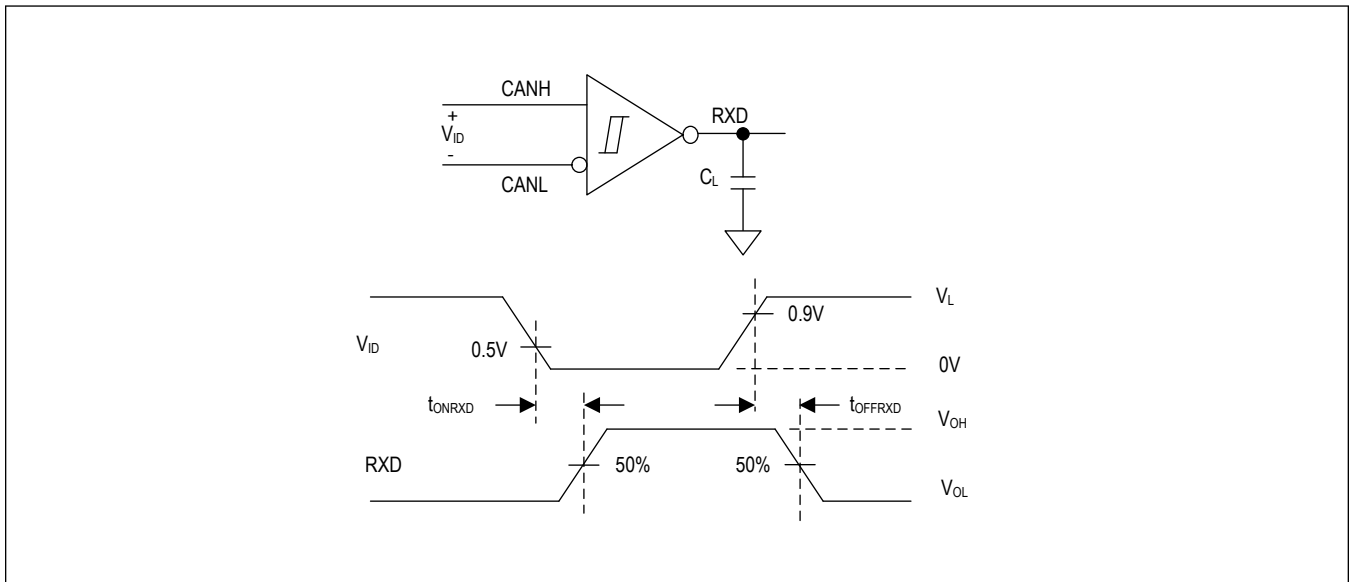 CANH
+
VID
-
CANL
RXD
CL
VL
0.9V
VID
0.5V
0V
tONRXD
tOFFRXD
VOH
RXD
50%
50%
VOL